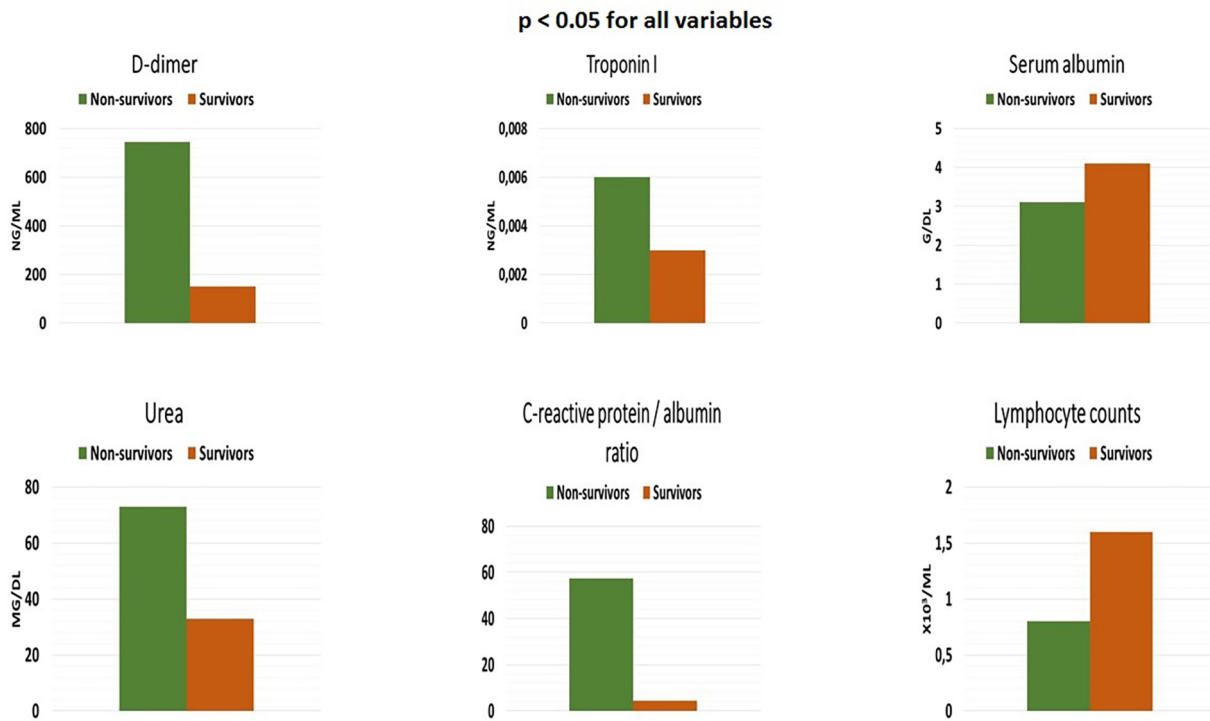 p < 0.05 for all variables
D-dimer
Non-survivors Survivors
800
600
400
200
0
NG/ML
Troponin I
Non-survivors Survivors
0,008
0,006
0,004
0,002
0
NG/ML
Serum albumin
Non-survivors Survivors
5
4
3
2
1
0
G/DL
Urea
Non-survivors Survivors
80
60
40
20
0
MG/DL
C-reactive protein / albumin
ratio
Non-survivors Survivors
80
60
40
20
0
Lymphocyte counts
Non-survivors Survivors
2
1,5
1
0,5
0
X10³/ML